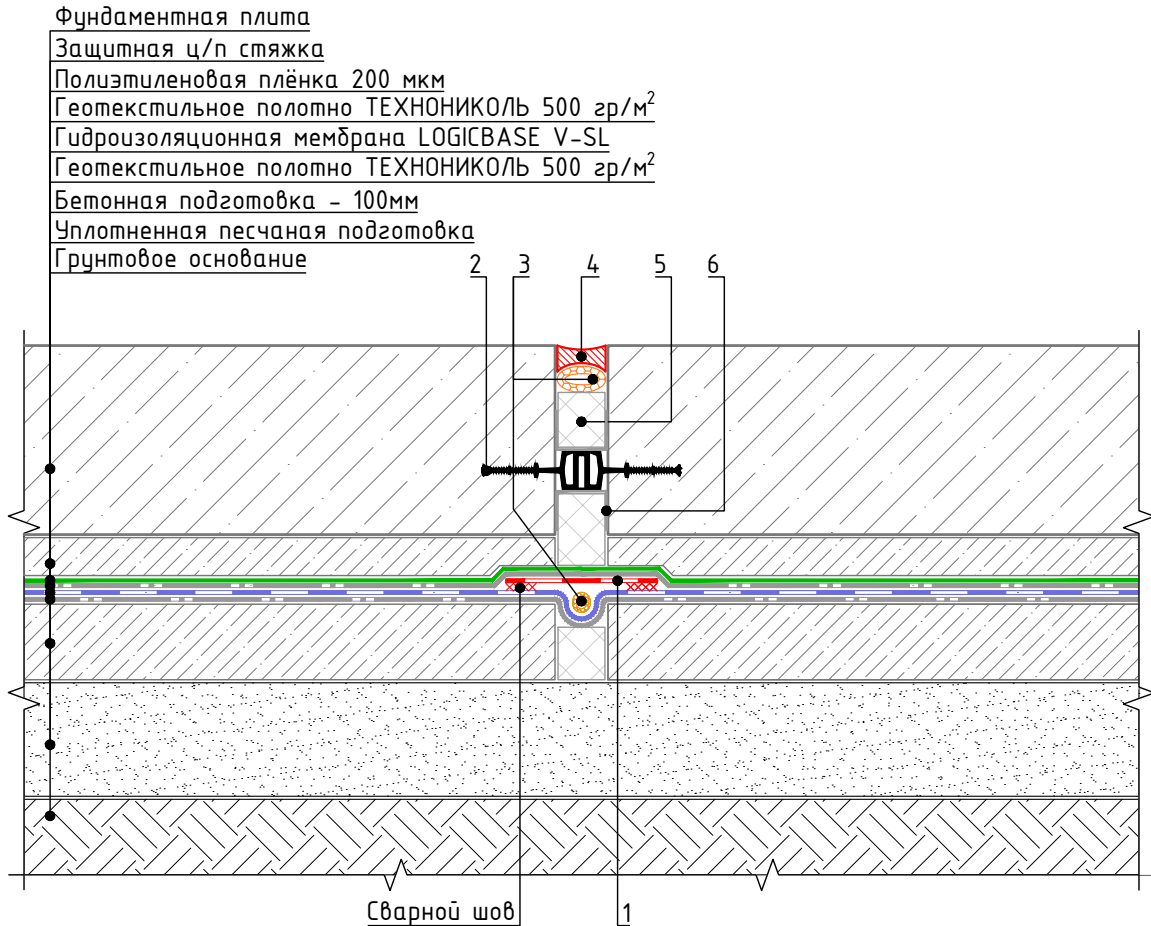 Фундаментная плита
Защитная ц/п стяжка
Полиэтиленовая плёнка 200 мкм
Геотекстильное полотно ТЕХНОНИКОЛЬ 500 гр/м²
Гидроизоляционная мембрана LOGICBASE V-SL
Геотекстильное полотно ТЕХНОНИКОЛЬ 500 гр/м²
Бетонная подготовка - 100мм
Уплотненная песчаная подготовка
Грунтовое основание
2 3 4 5 6
Сварной шов 1